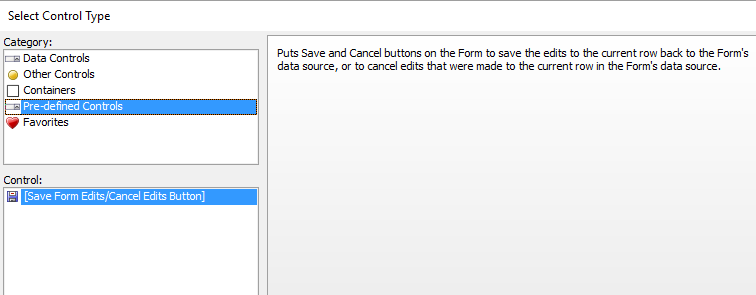 Select Control Type
Category:
Data Controls
Other Controls
Containers
Pre-defined Controls
Favorites
Control:
[Save Form Edits/Cancel Edits Button]
Puts Save and Cancel buttons on the Form to save the edits to the current row back to the Form's
data source, or to cancel edits that were made to the current row in the Form's data source.